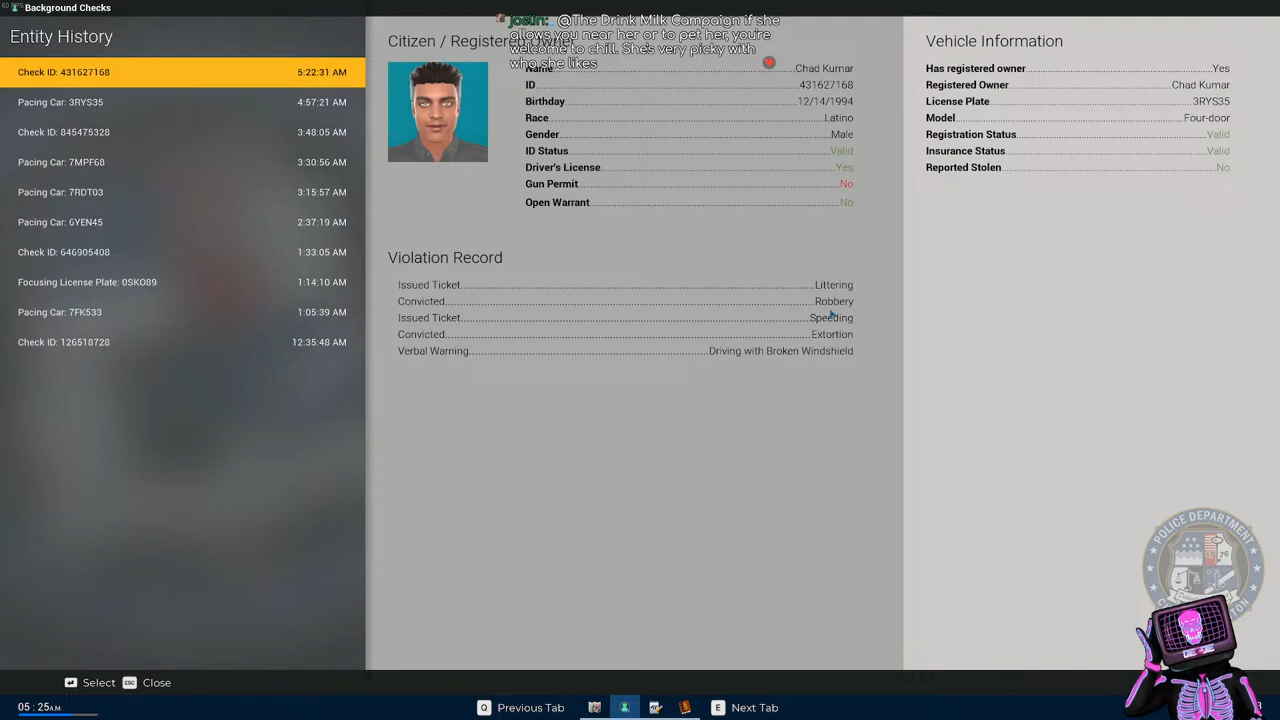 60 FPS
Background Checks
joslin: @The Drink Milk Campaign if she
allows you near her or to pet her, you're
welcome to chill. She's very picky with
who she likes
Entity History
Check ID: 431627168 5:22:31 AM
Pacing Car: 3RYS35 4:57:21 AM
Check ID: 845475328 3:48:05 AM
Pacing Car: 7MPF68 3:30:56 AM
Pacing Car: 7RDT03 3:15:57 AM
Pacing Car: 6YEN45 2:37:19 AM
Check ID: 646905408 1:33:05 AM
Focusing License Plate: 0SKO89 1:14:10 AM
Pacing Car: 7FK533 1:05:39 AM
Check ID: 126518728 12:35:48 AM
Citizen / Registered Owner
Name Chad Kumar
ID 431627168
Birthday 12/14/1994
Race Latino
Gender Male
ID Status Valid
Driver's License Yes
Gun Permit No
Open Warrant No
Violation Record
Issued Ticket Littering
Convicted Robbery
Issued Ticket Speeding
Convicted Extortion
Verbal Warning Driving with Broken Windshield
Vehicle Information
Has registered owner Yes
Registered Owner Chad Kumar
License Plate 3RYS35
Model Four-door
Registration Status Valid
Insurance Status Valid
Reported Stolen No
POLICE DEPARTMENT
17 76
Select ESC Close
05 : 25A.M. Q Previous Tab E Next Tab